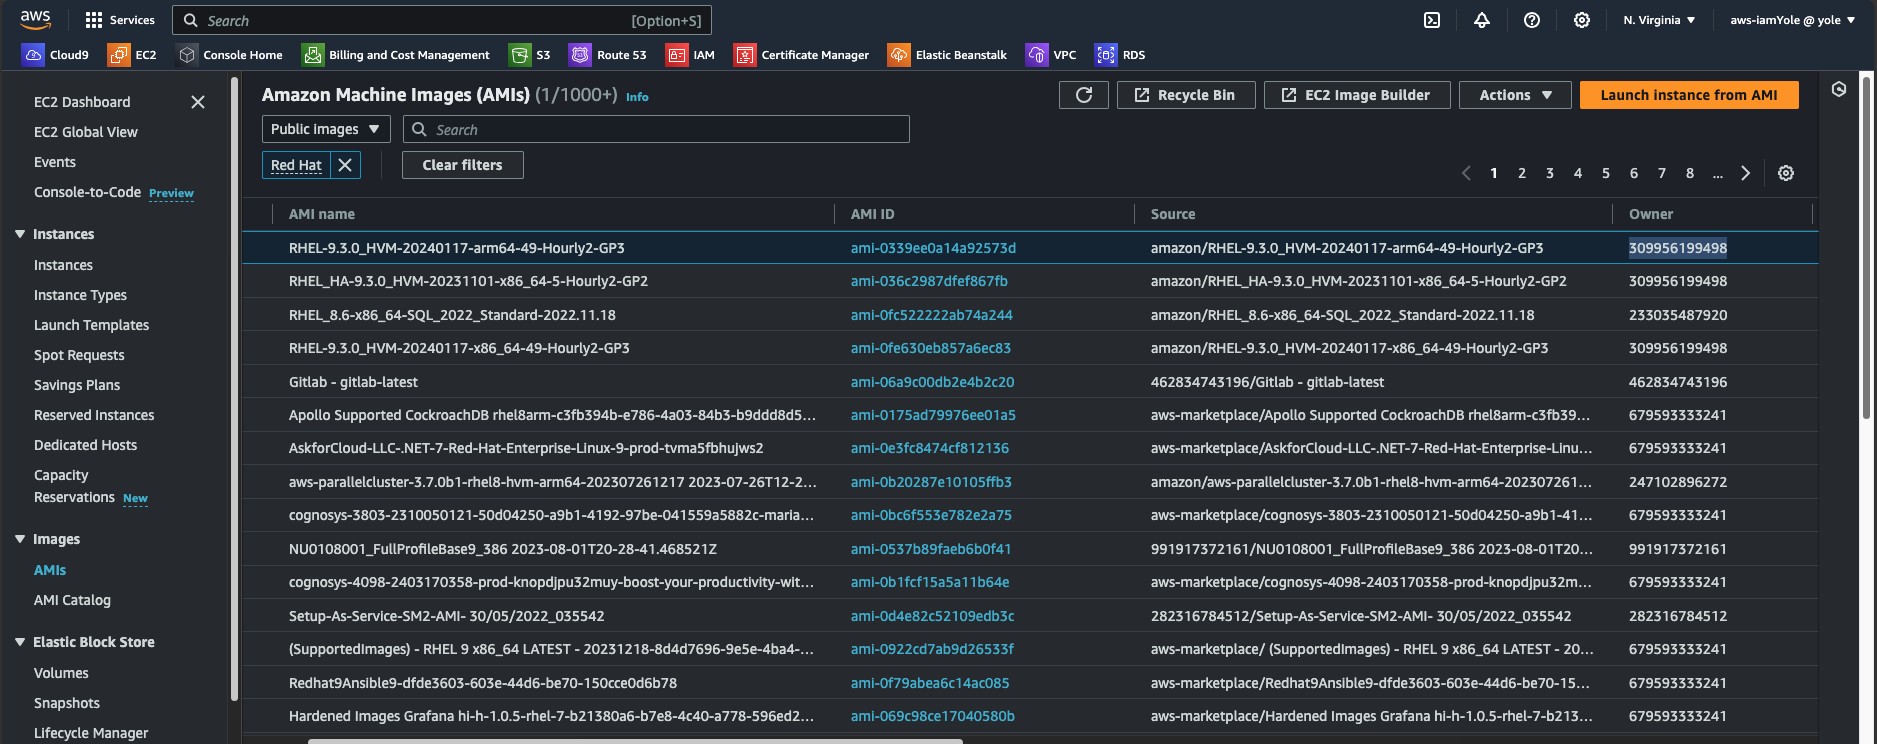 aws Services Search [Option+S] N. Virginia aws-iamYole @ yole
Cloud9 EC2 Console Home Billing and Cost Management S3 Route 53 IAM Certificate Manager Elastic Beanstalk VPC RDS
EC2 Dashboard
EC2 Global View
Events
Console-to-Code Preview
Instances
Instances
Instance Types
Launch Templates
Spot Requests
Savings Plans
Reserved Instances
Dedicated Hosts
Capacity
Reservations New
Images
AMIs
AMI Catalog
Elastic Block Store
Volumes
Snapshots
Lifecycle Manager
Amazon Machine Images (AMIs) (1/1000+) Info Recycle Bin EC2 Image Builder Actions Launch instance from AMI
Public images Search
Red Hat Clear filters 1 2 3 4 5 6 7 8 ...
AMI name AMI ID Source Owner
RHEL-9.3.0_HVM-20240117-arm64-49-Hourly2-GP3 ami-0339ee0a14a92573d amazon/RHEL-9.3.0_HVM-20240117-arm64-49-Hourly2-GP3 309956199498
RHEL_HA-9.3.0_HVM-20231101-x86_64-5-Hourly2-GP2 ami-036c2987dfef867fb amazon/RHEL_HA-9.3.0_HVM-20231101-x86_64-5-Hourly2-GP2 309956199498
RHEL_8.6-x86_64-SQL_2022_Standard-2022.11.18 ami-0fc522222ab74a244 amazon/RHEL_8.6-x86_64-SQL_2022_Standard-2022.11.18 233035487920
RHEL-9.3.0_HVM-20240117-x86_64-49-Hourly2-GP3 ami-0fe630eb857a6ec83 amazon/RHEL-9.3.0_HVM-20240117-x86_64-49-Hourly2-GP3 309956199498
Gitlab - gitlab-latest ami-06a9c00db2e4b2c20 462834743196/Gitlab - gitlab-latest 462834743196
Apollo Supported CockroachDB rhel8arm-c3fb394b-e786-4a03-84b3-b9ddd8d5... ami-0175ad79976ee01a5 aws-marketplace/Apollo Supported CockroachDB rhel8arm-c3fb39... 679593333241
AskforCloud-LLC-.NET-7-Red-Hat-Enterprise-Linux-9-prod-tvma5fbhujws2 ami-0e3fc8474cf812136 aws-marketplace/AskforCloud-LLC-.NET-7-Red-Hat-Enterprise-Linu... 679593333241
aws-parallelcluster-3.7.0b1-rhel8-hvm-arm64-202307261217 2023-07-26T12-2... ami-0b20287e10105ffb3 amazon/aws-parallelcluster-3.7.0b1-rhel8-hvm-arm64-202307261... 247102896272
cognosys-3803-2310050121-50d04250-a9b1-4192-97be-041559a5882c-maria... ami-0bc6f553e782e2a75 aws-marketplace/cognosys-3803-2310050121-50d04250-a9b1-41... 679593333241
NU0108001_FullProfileBase9_386 2023-08-01T20-28-41.468521Z ami-0537b89faeb6b0f41 991917372161/NU0108001_FullProfileBase9_386 2023-08-01T20... 991917372161
cognosys-4098-2403170358-prod-knopdjpu32muy-boost-your-productivity-wit... ami-0b1fcf15a5a11b64e aws-marketplace/cognosys-4098-2403170358-prod-knopdjpu32m... 679593333241
Setup-As-Service-SM2-AMI- 30/05/2022_035542 ami-0d4e82c52109edb3c 282316784512/Setup-As-Service-SM2-AMI- 30/05/2022_035542 282316784512
(SupportedImages) - RHEL 9 x86_64 LATEST - 20231218-8d4d7696-9e5e-4ba4-... ami-0922cd7ab9d26533f aws-marketplace/ (SupportedImages) - RHEL 9 x86_64 LATEST - 20... 679593333241
Redhat9Ansible9-dfde3603-603e-44d6-be70-150cce0d6b78 ami-0f79abea6c14ac085 aws-marketplace/Redhat9Ansible9-dfde3603-603e-44d6-be70-15... 679593333241
Hardened Images Grafana hi-h-1.0.5-rhel-7-b21380a6-b7e8-4c40-a778-596ed2... ami-069c98ce17040580b aws-marketplace/Hardened Images Grafana hi-h-1.0.5-rhel-7-b213... 679593333241